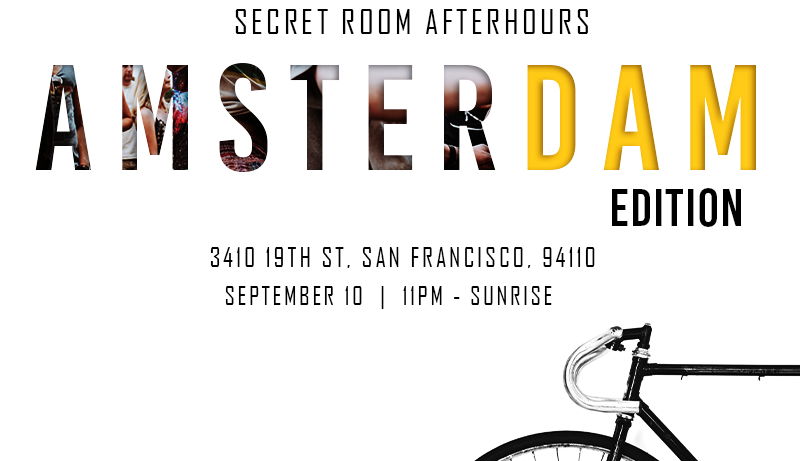 SECRET ROOM AFTERHOURS
AMSTERDAM
EDITION
3410 19TH ST, SAN FRANCISCO, 94110
SEPTEMBER 10 | 11PM - SUNRISE